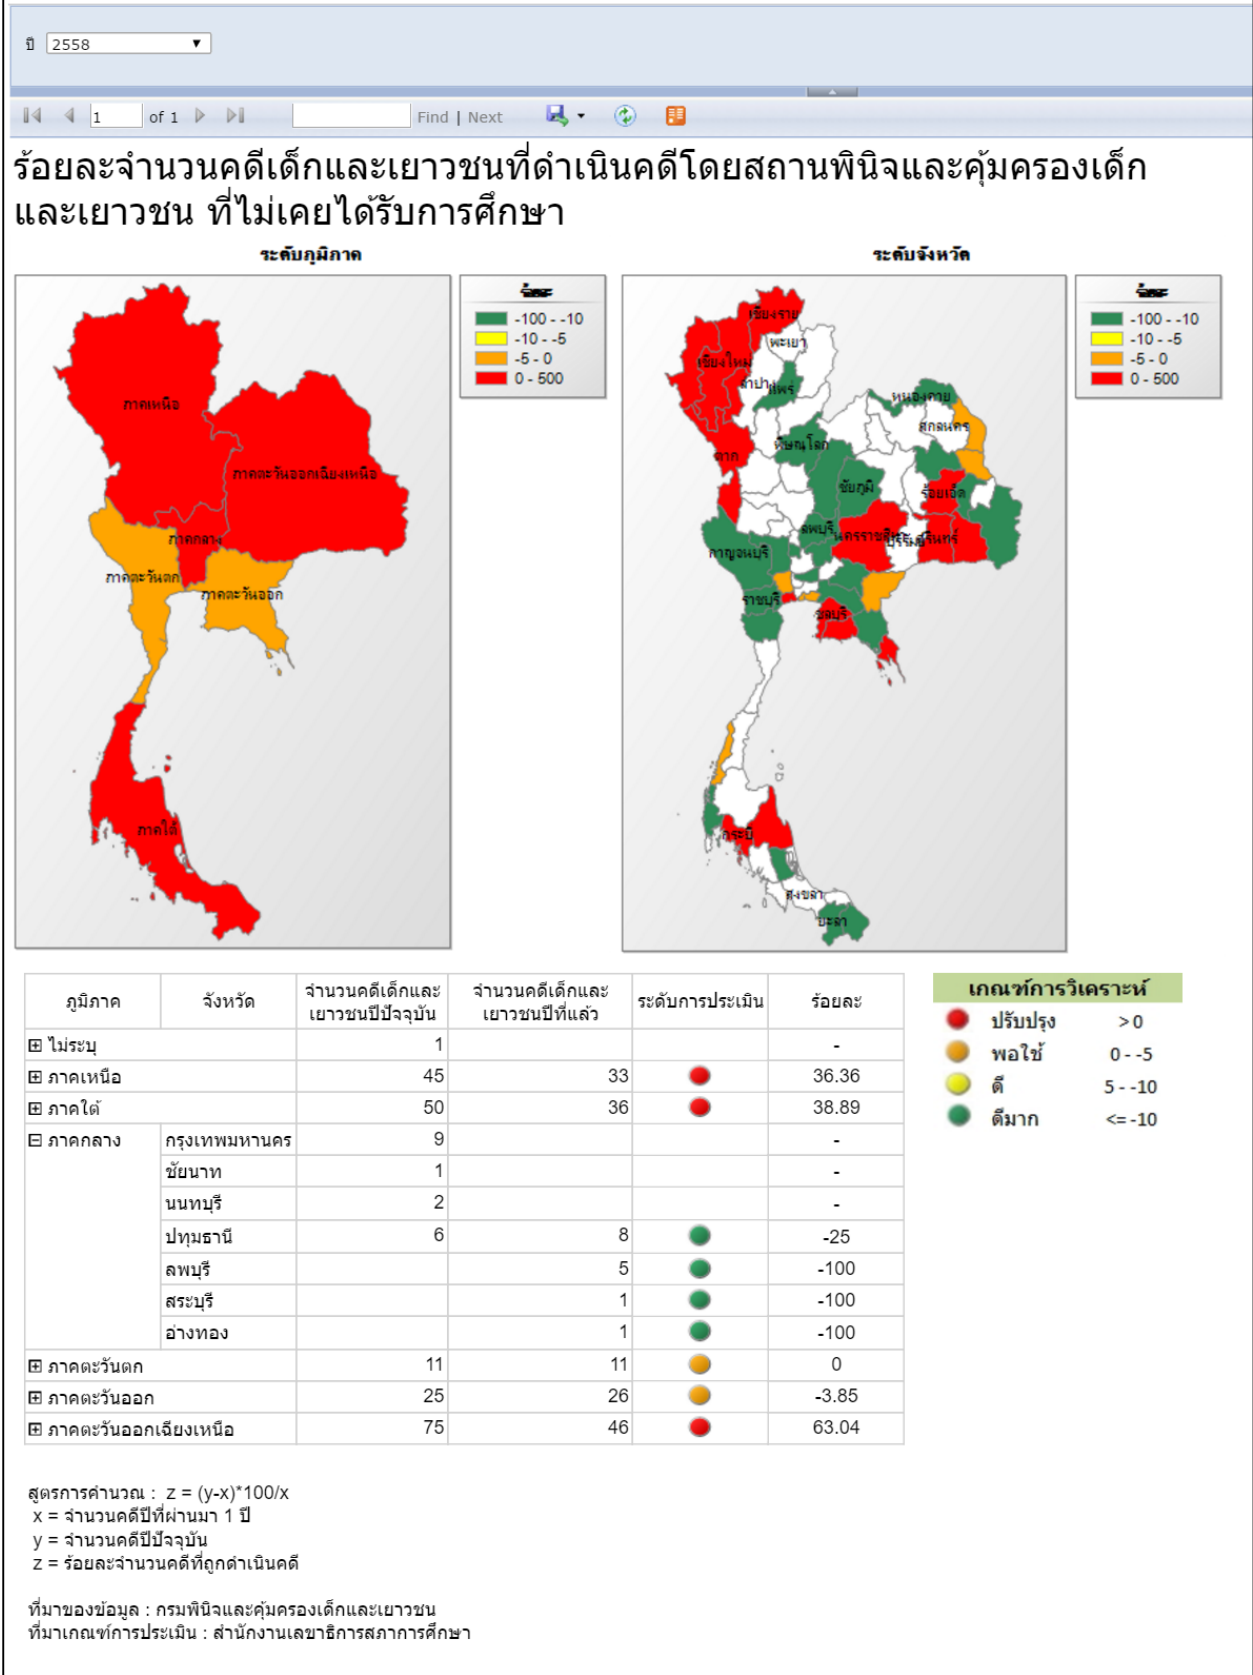 ปี 2558
1 of 1 Find | Next
ร้อยละจำนวนคดีเด็กและเยาวชนที่ดำเนินคดีโดยสถานพินิจและคุ้มครองเด็ก
และเยาวชน ที่ไม่เคยได้รับการศึกษา
ระดับภูมิภาค
ภาคเหนือ
ภาคตะวันออกเฉียงเหนือ
ภาคกลาง
ภาคตะวันตก
ภาคตะวันออก
ภาคใต้
ร้อยละ
-100 - -10
-10 - -5
-5 - 0
0 - 500
ระดับจังหวัด
เชียงราย
พะเยา
เชียงใหม่
ลำปาง
แพร่
หนองคาย
สกลนคร
พิษณุโลก
ตาก
ชัยภูมิ
ร้อยเอ็ด
ลพบุรี
นครราชสีมา
บุรีรัมย์
สุรินทร์
กาญจนบุรี
ราชบุรี
ชลบุรี
กระบี่
สงขลา
ยะลา
ร้อยละ
-100 - -10
-10 - -5
-5 - 0
0 - 500
ภูมิภาค จังหวัด จำนวนคดีเด็กและเยาวชนปีปัจจุบัน จำนวนคดีเด็กและเยาวชนปีที่แล้ว ระดับการประเมิน ร้อยละ
ไม่ระบุ 1 -
ภาคเหนือ 45 33 36.36
ภาคใต้ 50 36 38.89
ภาคกลาง กรุงเทพมหานคร 9 -
ชัยนาท 1 -
นนทบุรี 2 -
ปทุมธานี 6 8 -25
ลพบุรี 5 -100
สระบุรี 1 -100
อ่างทอง 1 -100
ภาคตะวันตก 11 11 0
ภาคตะวันออก 25 26 -3.85
ภาคตะวันออกเฉียงเหนือ 75 46 63.04
เกณฑ์การวิเคราะห์
ปรับปรุง > 0
พอใช้ 0 - -5
ดี 5 - -10
ดีมาก <= -10
สูตรการคำนวณ : z = (y-x)*100/x
x = จำนวนคดีปีที่ผ่านมา 1 ปี
y = จำนวนคดีปีปัจจุบัน
z = ร้อยละจำนวนคดีที่ถูกดำเนินคดี
ที่มาของข้อมูล : กรมพินิจและคุ้มครองเด็กและเยาวชน
ที่มาเกณฑ์การประเมิน : สำนักงานเลขาธิการสภาการศึกษา